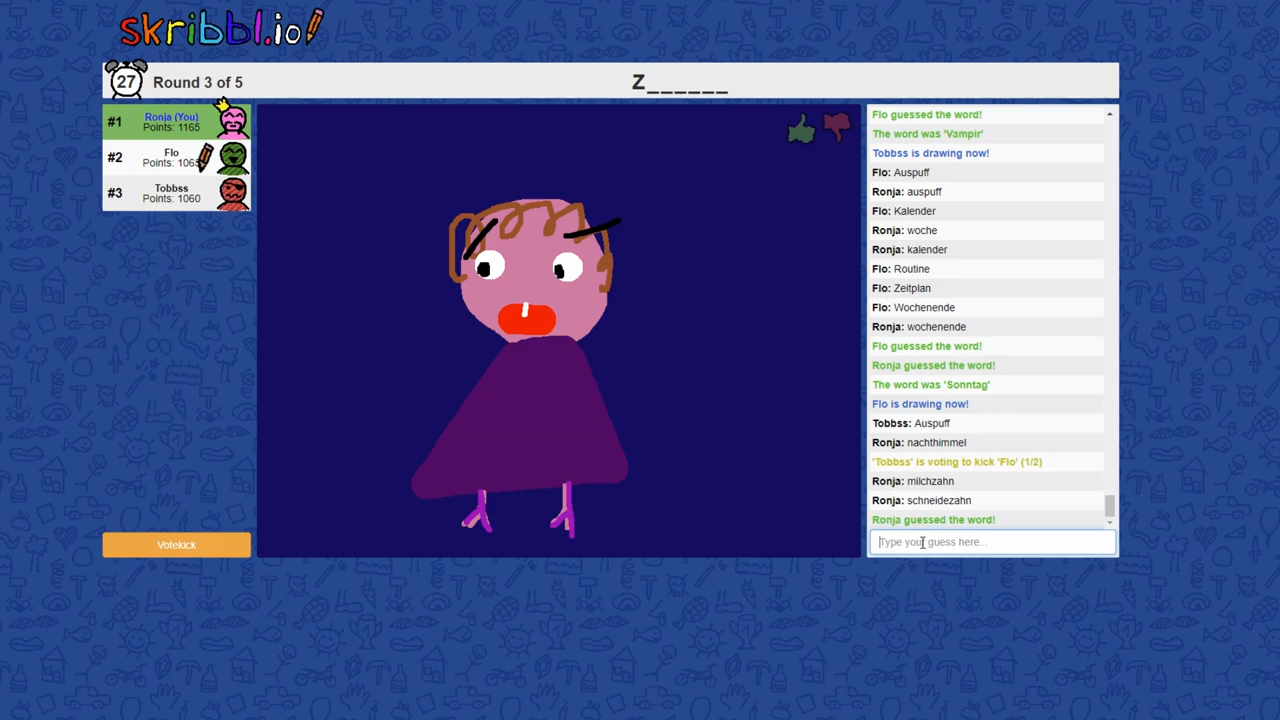 skribbl.io
27
Round 3 of 5
Z______
#1
Ronja (You)
Points: 1165
#2
Flo
Points: 1065
#3
Tobbss
Points: 1060
Votekick
Flo guessed the word!
The word was 'Vampir'
Tobbss is drawing now!
Flo: Auspuff
Ronja: auspuff
Flo: Kalender
Ronja: woche
Ronja: kalender
Flo: Routine
Flo: Zeitplan
Flo: Wochenende
Ronja: wochenende
Flo guessed the word!
Ronja guessed the word!
The word was 'Sonntag'
Flo is drawing now!
Tobbss: Auspuff
Ronja: nachthimmel
'Tobbss' is voting to kick 'Flo' (1/2)
Ronja: milchzahn
Ronja: schneidezahn
Ronja guessed the word!
Type your guess here...